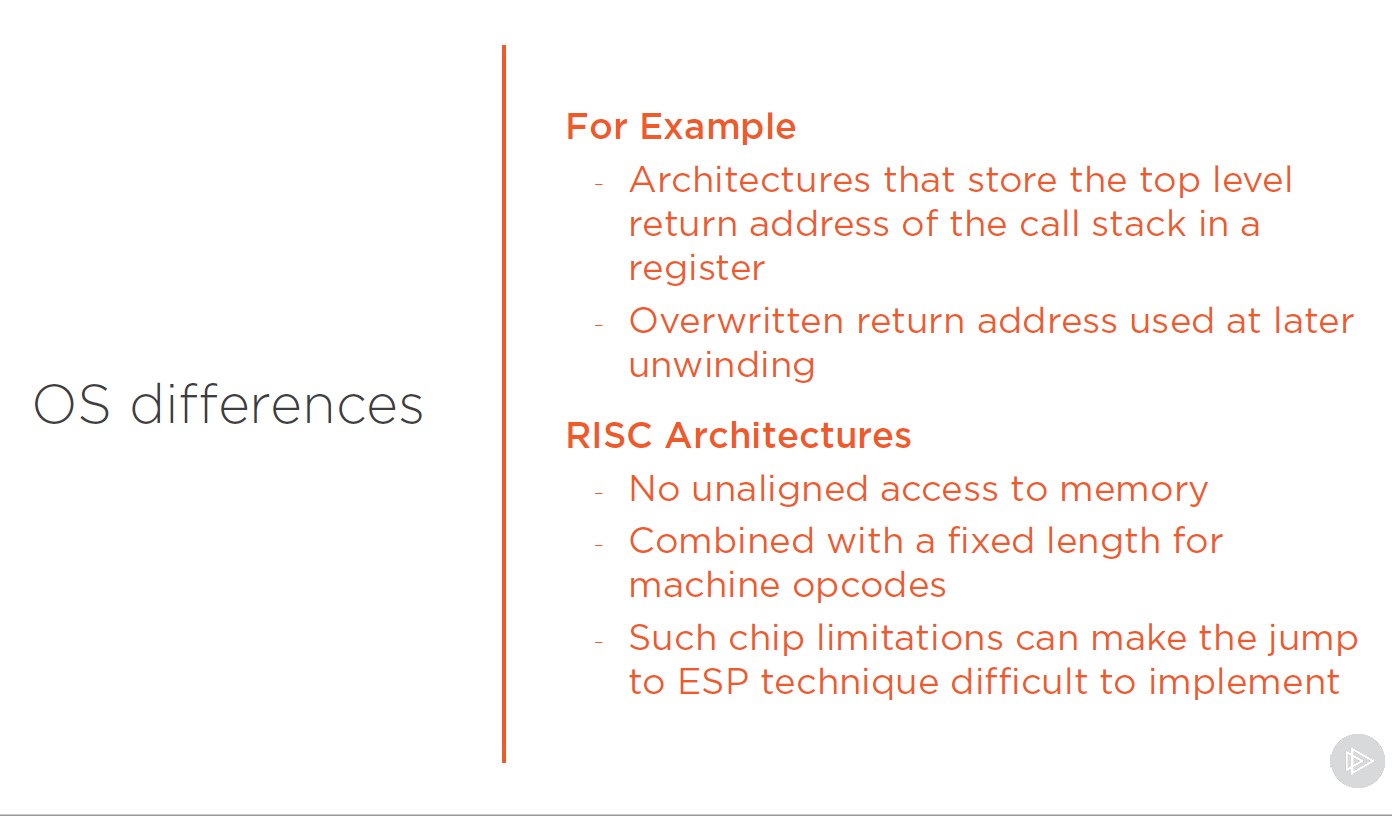 OS differences
For Example
- Architectures that store the top level
return address of the call stack in a
register
- Overwritten return address used at later
unwinding
RISC Architectures
- No unaligned access to memory
- Combined with a fixed length for
machine opcodes
- Such chip limitations can make the jump
to ESP technique difficult to implement